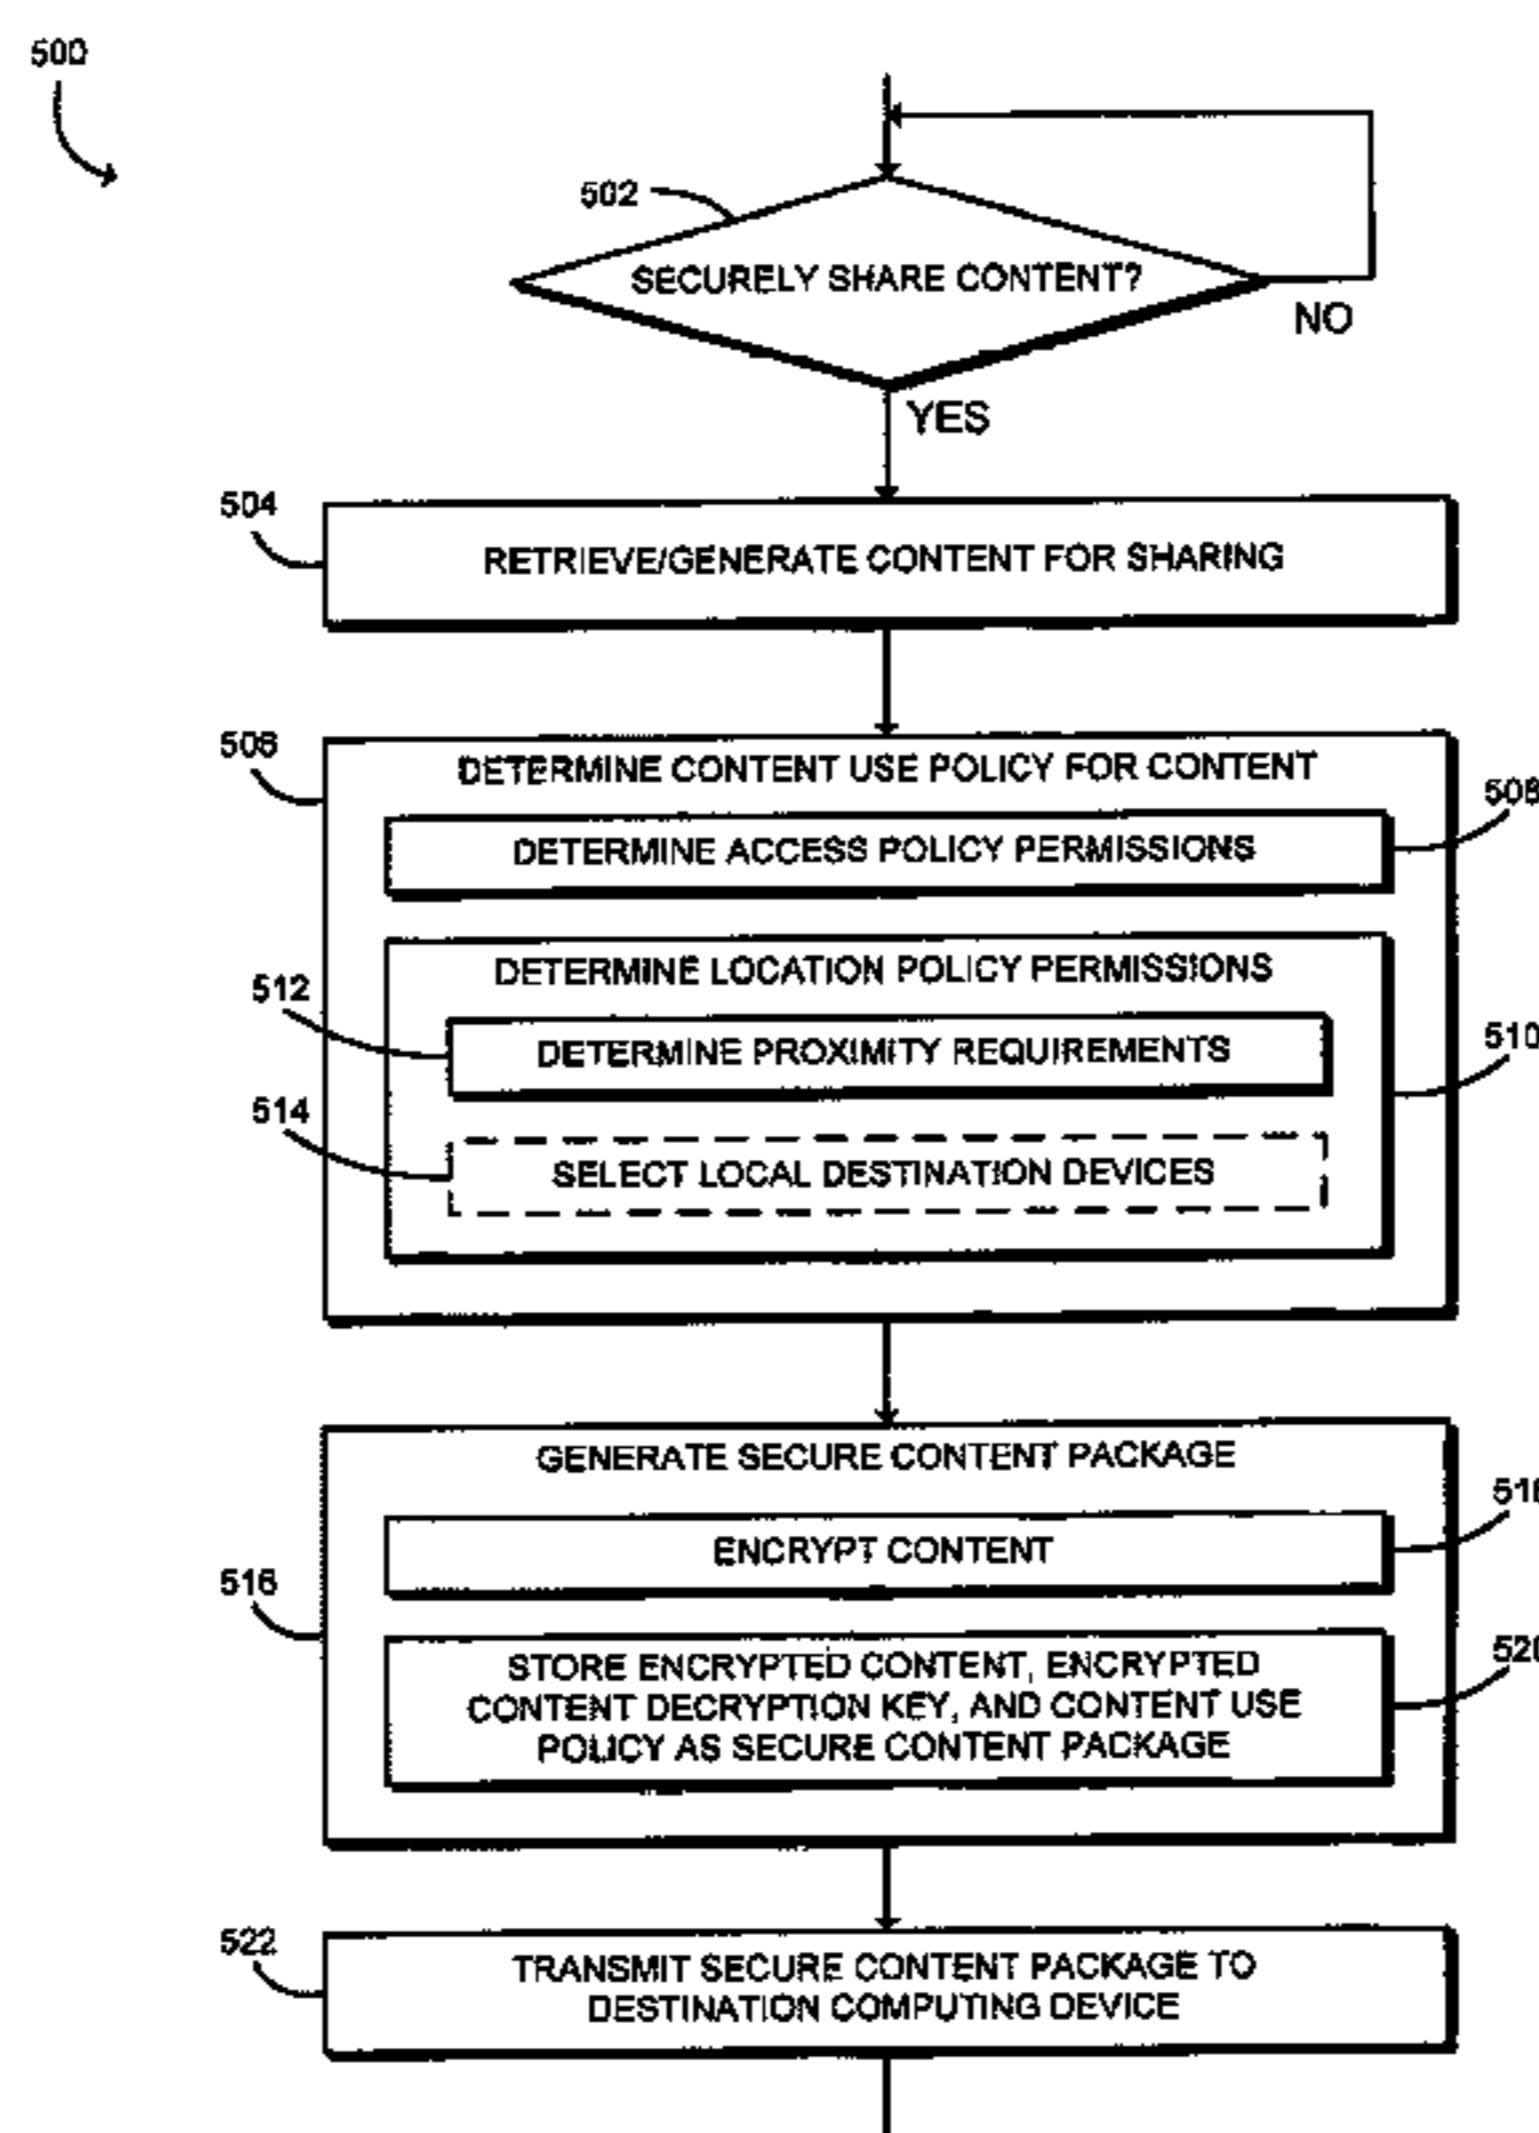 500
502
SECURELY SHARE CONTENT?
NO
YES
504
RETRIEVE/GENERATE CONTENT FOR SHARING
506
DETERMINE CONTENT USE POLICY FOR CONTENT
508
DETERMINE ACCESS POLICY PERMISSIONS
DETERMINE LOCATION POLICY PERMISSIONS
512
DETERMINE PROXIMITY REQUIREMENTS
510
514
SELECT LOCAL DESTINATION DEVICES
GENERATE SECURE CONTENT PACKAGE
518
ENCRYPT CONTENT
516
STORE ENCRYPTED CONTENT, ENCRYPTED
CONTENT DECRYPTION KEY, AND CONTENT USE
POLICY AS SECURE CONTENT PACKAGE
520
522
TRANSMIT SECURE CONTENT PACKAGE TO
DESTINATION COMPUTING DEVICE